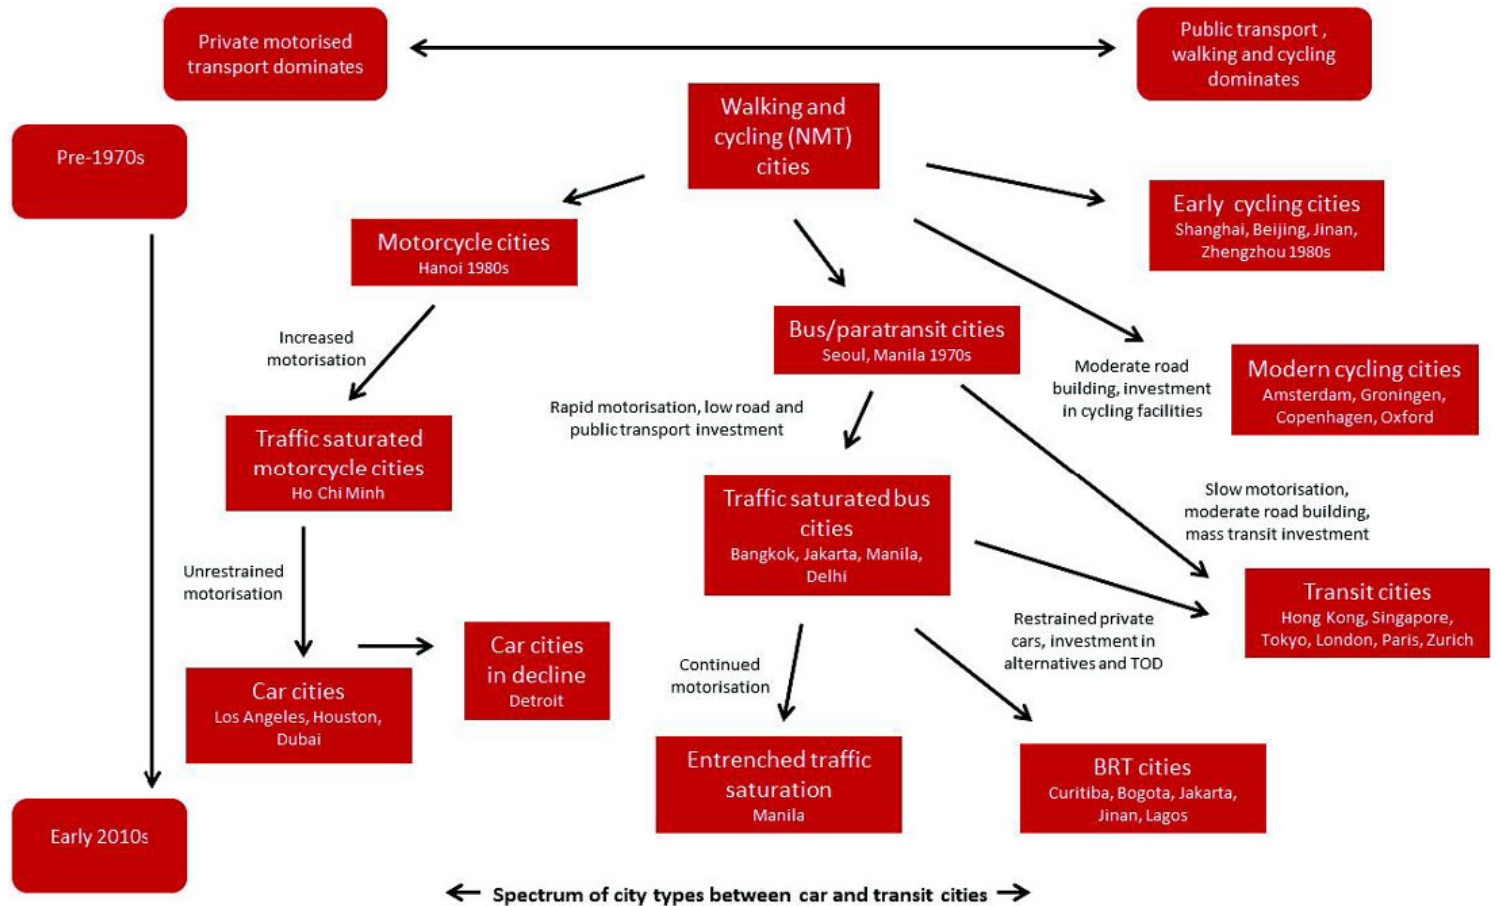 Private motorised
transport dominates
Public transport ,
walking and cycling
dominates
Walking and
cycling (NMT)
cities
Pre-1970s
Early cycling cities
Shanghai, Beijing, Jinan,
Zhengzhou 1980s
Motorcycle cities
Hanoi 1980s
Increased
motorisation
Bus/paratransit cities
Seoul, Manila 1970s
Moderate road
building, investment
in cycling facilities
Modern cycling cities
Amsterdam, Groningen,
Copenhagen, Oxford
Rapid motorisation, low road and
public transport investment
Traffic saturated
motorcycle cities
Ho Chi Minh
Traffic saturated bus
cities
Bangkok, Jakarta, Manila,
Delhi
Slow motorisation,
moderate road building,
mass transit investment
Unrestrained
motorisation
Transit cities
Hong Kong, Singapore,
Tokyo, London, Paris, Zurich
Restrained private
cars, investment in
alternatives and TOD
Car cities
in decline
Detroit
Continued
motorisation
Car cities
Los Angeles, Houston,
Dubai
Entrenched traffic
saturation
Manila
BRT cities
Curitiba, Bogota, Jakarta,
Jinan, Lagos
Early 2010s
Spectrum of city types between car and transit cities